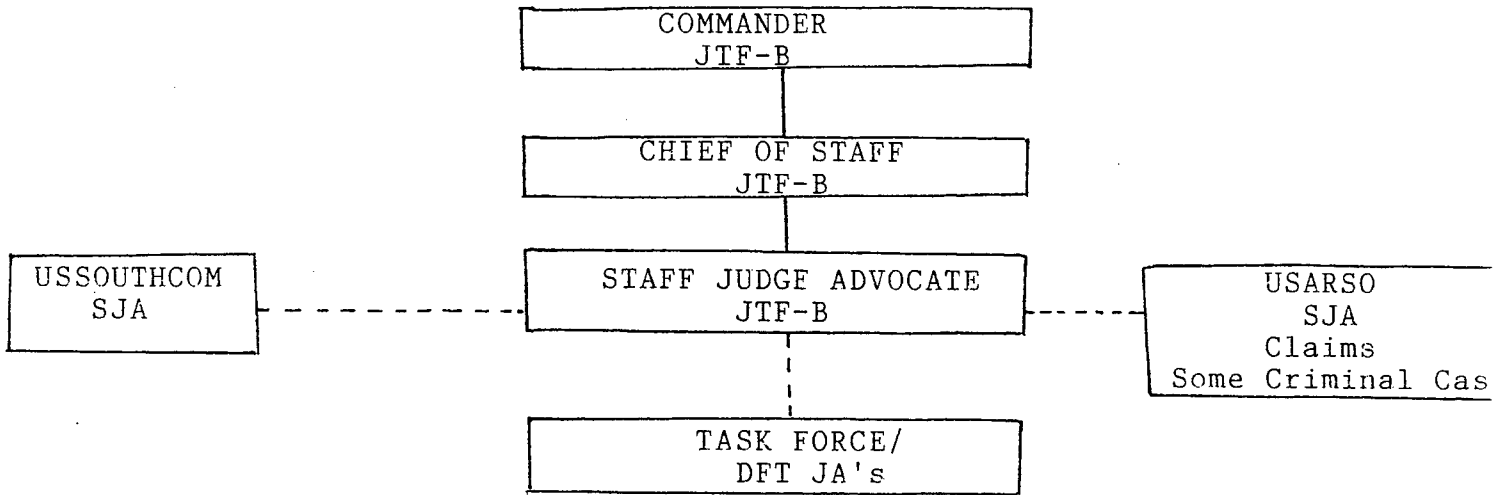 COMMANDER
JTF-B
CHIEF OF STAFF
JTF-B
USSOUTHCOM
SJA
STAFF JUDGE ADVOCATE
JTF-B
USARSO
SJA
Claims
Some Criminal Cas
TASK FORCE/
DFT JA's